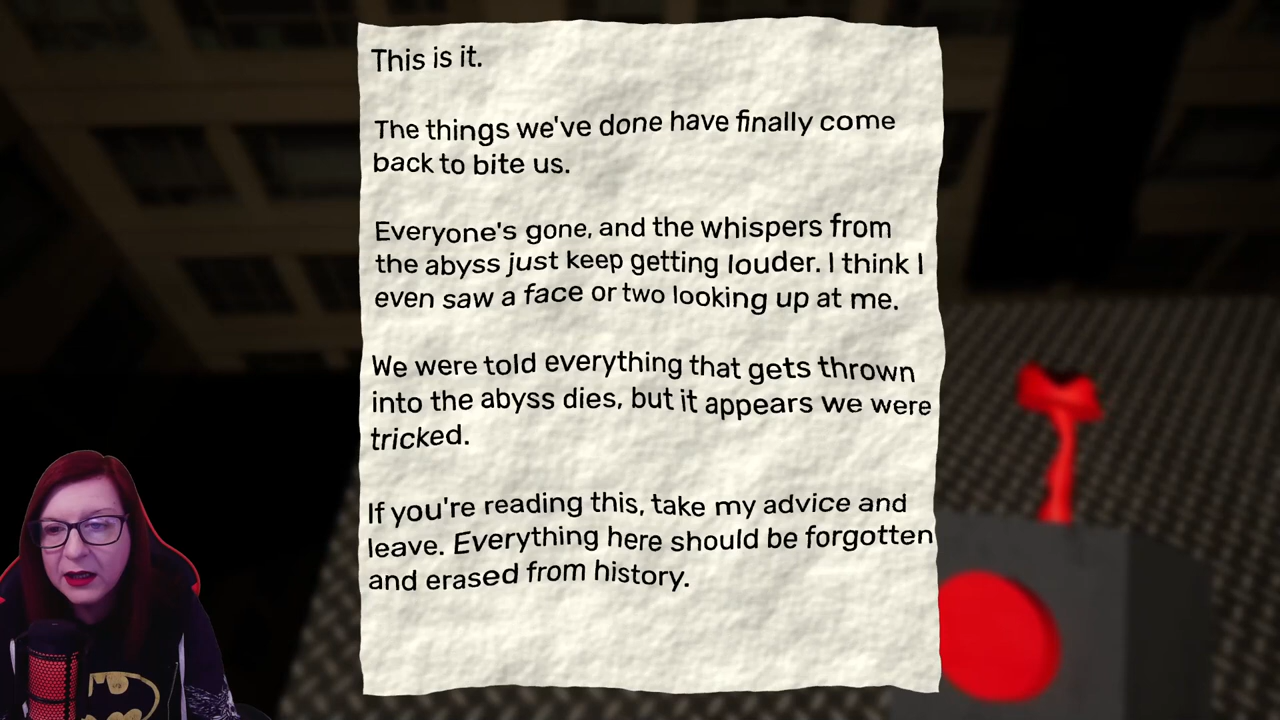 This is it.
The things we've done have finally come
back to bite us.
Everyone's gone, and the whispers from
the abyss just keep getting louder. I think I
even saw a face or two looking up at me.
We were told everything that gets thrown
into the abyss dies, but it appears we were
tricked.
If you're reading this, take my advice and
leave. Everything here should be forgotten
and erased from history.